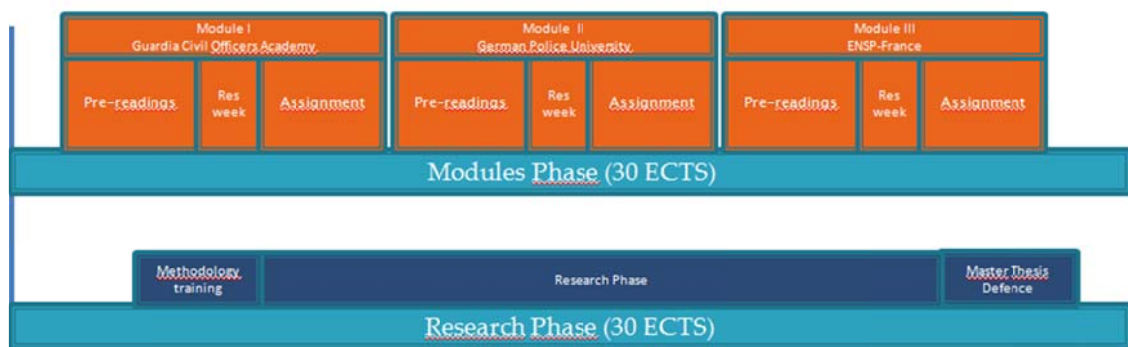 Module I
Guardia Civil Officers Academy
Module II
German Police University
Module III
ENSP-France
Pre-readings
Res
week
Assignment
Pre-readings
Res
week
Assignment
Pre-readings
Res
week
Assignment
Modules Phase (30 ECTS)
Methodology
training
Research Phase
Master Thesis
Defence
Research Phase (30 ECTS)